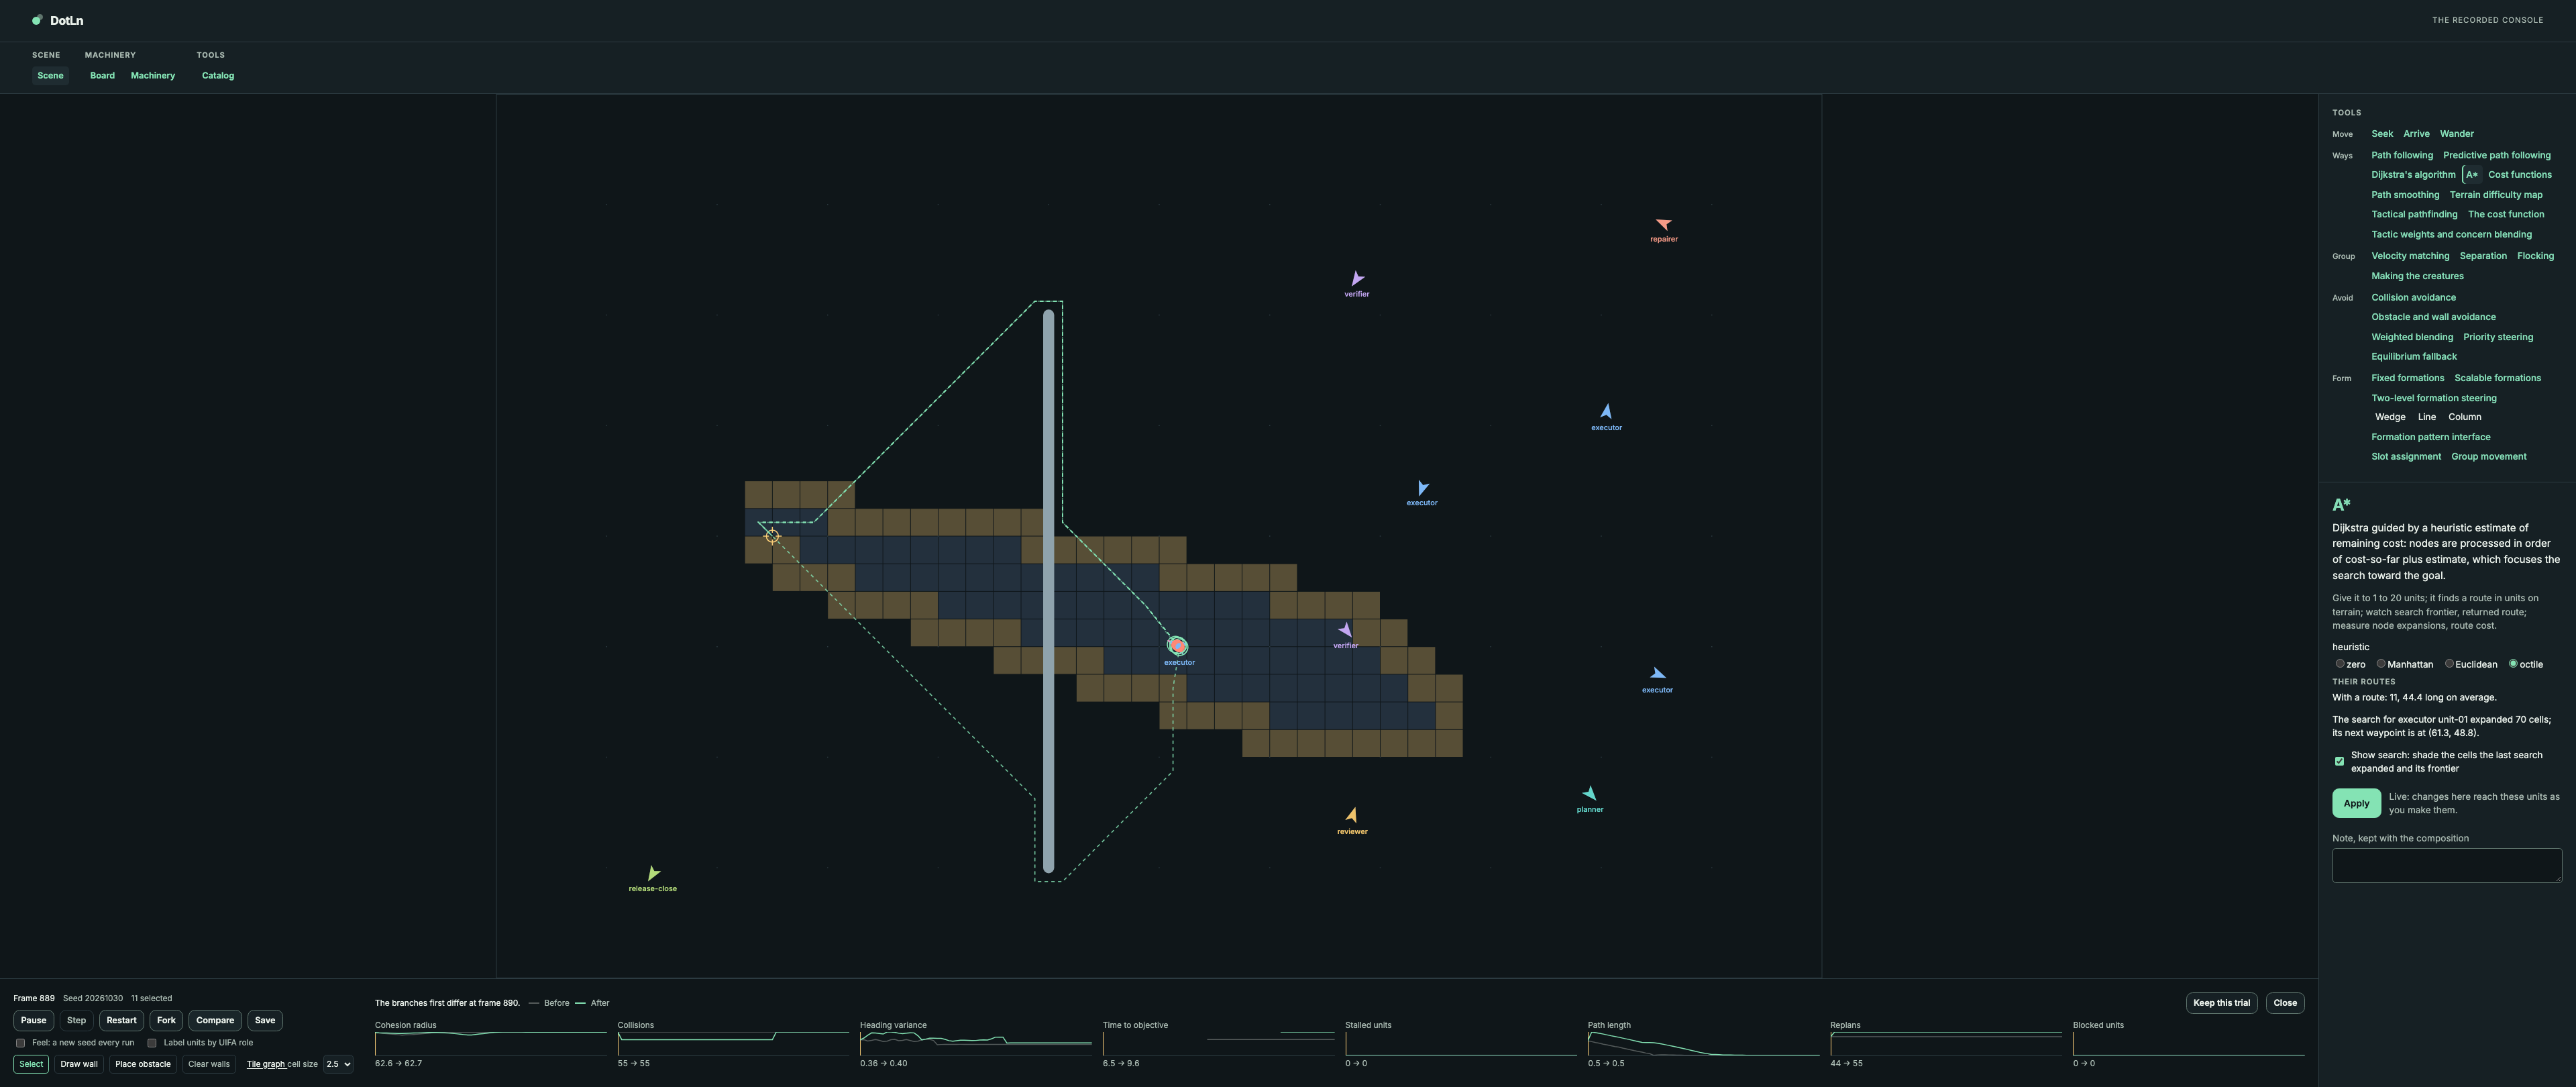 DotLn
THE RECORDED CONSOLE
SCENE MACHINERY TOOLS
Scene Board Machinery Catalog
repairer
verifier
executor
executor
verifier
executor
executor
planner
reviewer
release-close
TOOLS
Move Seek Arrive Wander
Ways Path following Predictive path following
Dijkstra's algorithm A* Cost functions
Path smoothing Terrain difficulty map
Tactical pathfinding The cost function
Tactic weights and concern blending
Group Velocity matching Separation Flocking
Making the creatures
Avoid Collision avoidance
Obstacle and wall avoidance
Weighted blending Priority steering
Equilibrium fallback
Form Fixed formations Scalable formations
Two-level formation steering
Wedge Line Column
Formation pattern interface
Slot assignment Group movement
A*
Dijkstra guided by a heuristic estimate of
remaining cost: nodes are processed in order
of cost-so-far plus estimate, which focuses the
search toward the goal.
Give it to 1 to 20 units; it finds a route in units on
terrain; watch search frontier, returned route;
measure node expansions, route cost.
heuristic
zero Manhattan Euclidean octile
THEIR ROUTES
With a route: 11, 44.4 long on average.
The search for executor unit-01 expanded 70 cells;
its next waypoint is at (61.3, 48.8).
Show search: shade the cells the last search
expanded and its frontier
Apply Live: changes here reach these units as
you make them.
Note, kept with the composition
Frame 889 Seed 20261030 11 selected
Pause Step Restart Fork Compare Save
Feel: a new seed every run Label units by UIFA role
Select Draw wall Place obstacle Clear walls Tile graph cell size 2.5
The branches first differ at frame 890. Before After
Keep this trial Close
Cohesion radius Collisions Heading variance Time to objective Stalled units Path length Replans Blocked units
62.6 → 62.7 55 → 55 0.36 → 0.40 6.5 → 9.6 0 → 0 0.5 → 0.5 44 → 55 0 → 0